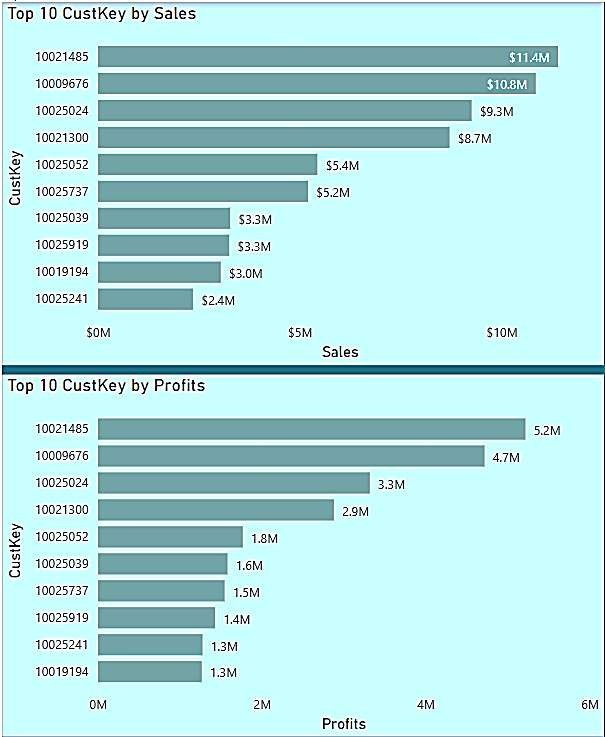 Top 10 CustKey by Sales
CustKey
10021485 $11.4M
10009676 $10.8M
10025024 $9.3M
10021300 $8.7M
10025052 $5.4M
10025737 $5.2M
10025039 $3.3M
10025919 $3.3M
10019194 $3.0M
10025241 $2.4M
$0M $5M $10M
Sales
Top 10 CustKey by Profits
CustKey
10021485 5.2M
10009676 4.7M
10025024 3.3M
10021300 2.9M
10025052 1.8M
10025039 1.6M
10025737 1.5M
10025919 1.4M
10025241 1.3M
10019194 1.3M
0M 2M 4M 6M
Profits